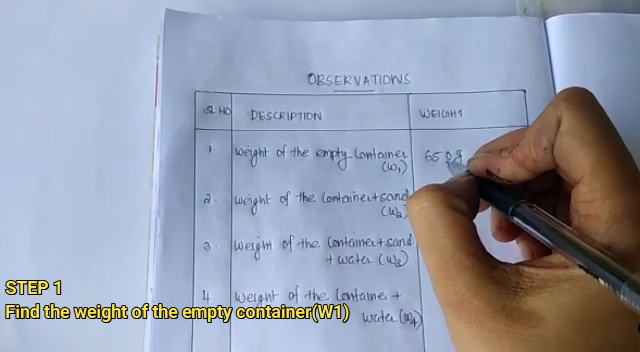 OBSERVATIONS
Sl. NO DESCRIPTION WEIGHT
1. Weight of the empty Container 650g
(W1)
2. Weight of the Container+sand
(W2)
3. Weight of the Container+sand
+ water (W3)
4. Weight of the Container +
water (W4)
STEP 1
Find the weight of the empty container(W1)